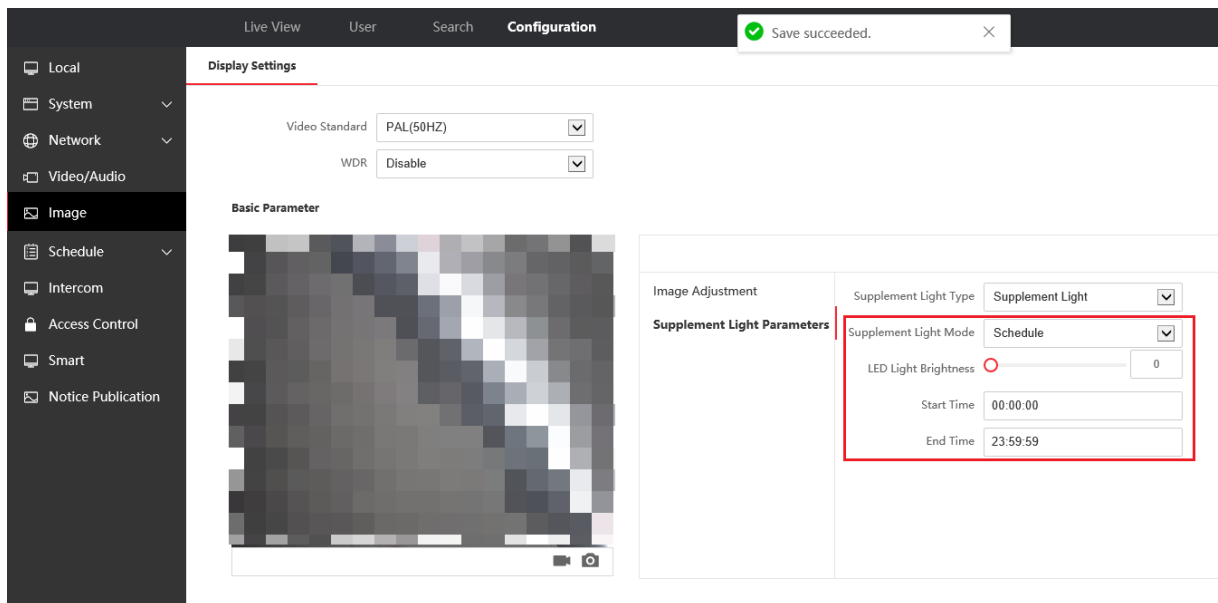 Live View User Search Configuration
Save succeeded.
Local
System
Network
Video/Audio
Image
Schedule
Intercom
Access Control
Smart
Notice Publication
Display Settings
Video Standard PAL(50HZ)
WDR Disable
Basic Parameter
Image Adjustment
Supplement Light Parameters
Supplement Light Type Supplement Light
Supplement Light Mode Schedule
LED Light Brightness 0
Start Time 00:00:00
End Time 23:59:59